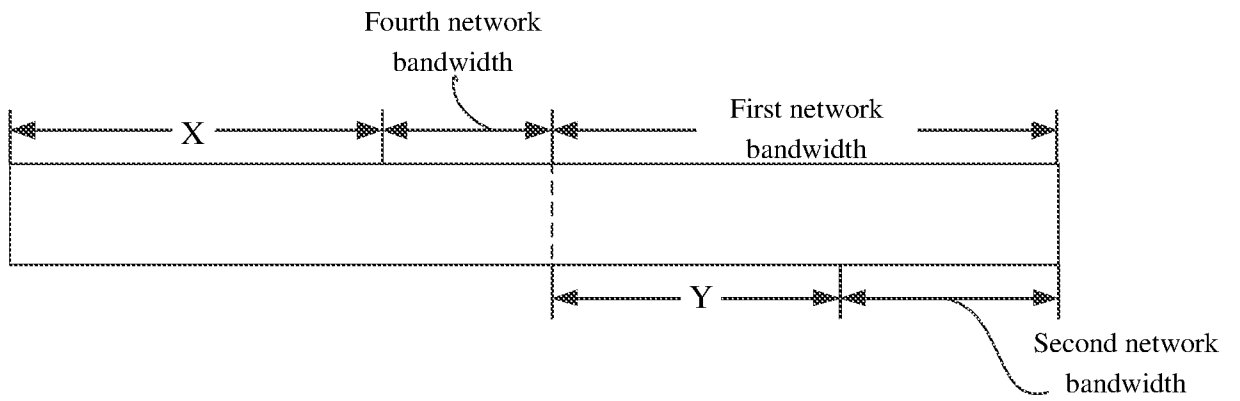 Fourth network
bandwidth
X
First network
bandwidth
Y
Second network
bandwidth